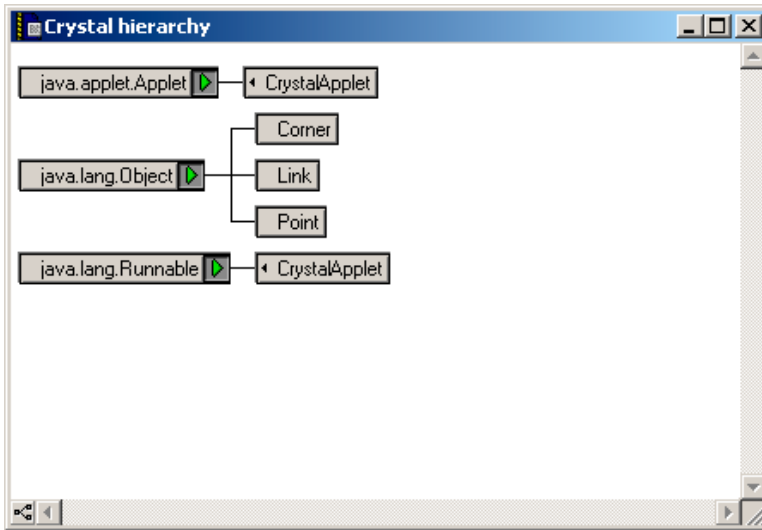 Crystal hierarchy
java.applet.Applet CrystalApplet
Corner
java.lang.Object Link
Point
java.lang.Runnable CrystalApplet